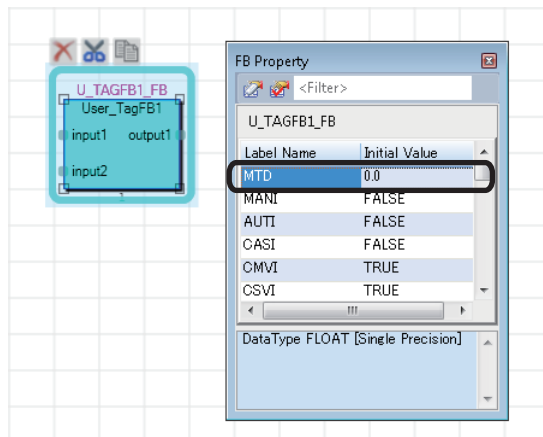 U_TAGFB1_FB
User_TagFB1
input1 output1
input2
1
FB Property
<Filter>
U_TAGFB1_FB
Label Name Initial Value
MTD 0.0
MANI FALSE
AUTI FALSE
CASI FALSE
CMVI TRUE
CSVI TRUE
DataType FLOAT [Single Precision]